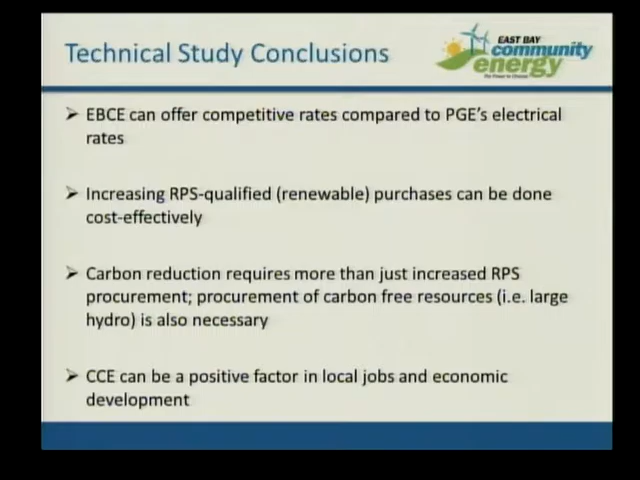 Technical Study Conclusions
EAST BAY
community
energy
➢ EBCE can offer competitive rates compared to PGE's electrical
rates
➢ Increasing RPS-qualified (renewable) purchases can be done
cost-effectively
➢ Carbon reduction requires more than just increased RPS
procurement; procurement of carbon free resources (i.e. large
hydro) is also necessary
➢ CCE can be a positive factor in local jobs and economic
development